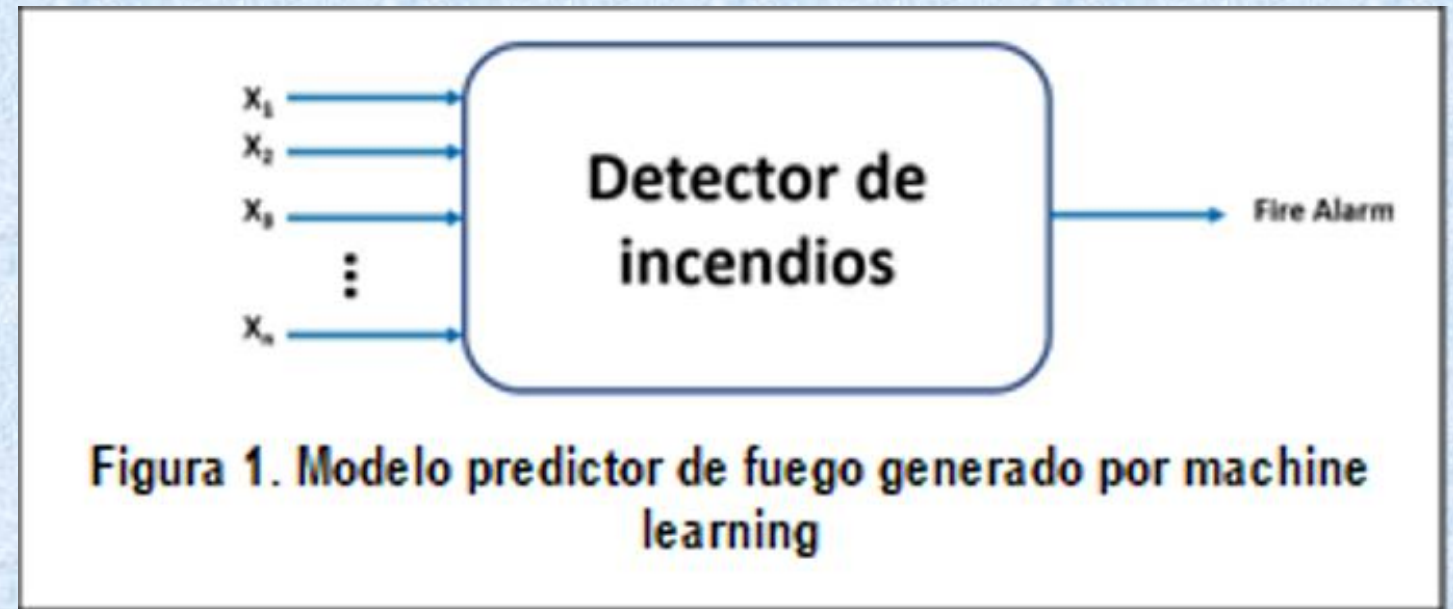 X₁
X₂
X₃
⋮
Xₙ
Detector de
incendios
Fire Alarm
Figura 1. Modelo predictor de fuego generado por machine
learning